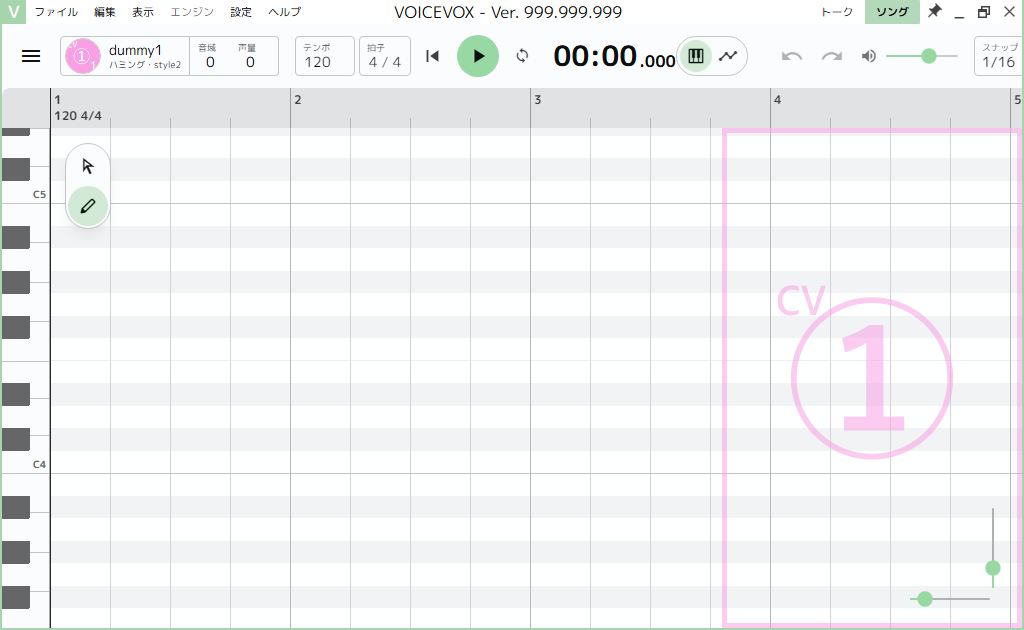 V ファイル 編集 表示 エンジン 設定 ヘルプ VOICEVOX - Ver. 999.999.999 トーク ソング
CV ① 1 dummy1 ハミング・style2 音域 0 声量 0 テンポ 120 拍子 4 / 4 00:00.000 スナップ 1/16
1 2 3 4 5
120 4/4
C5
CV
①
C4